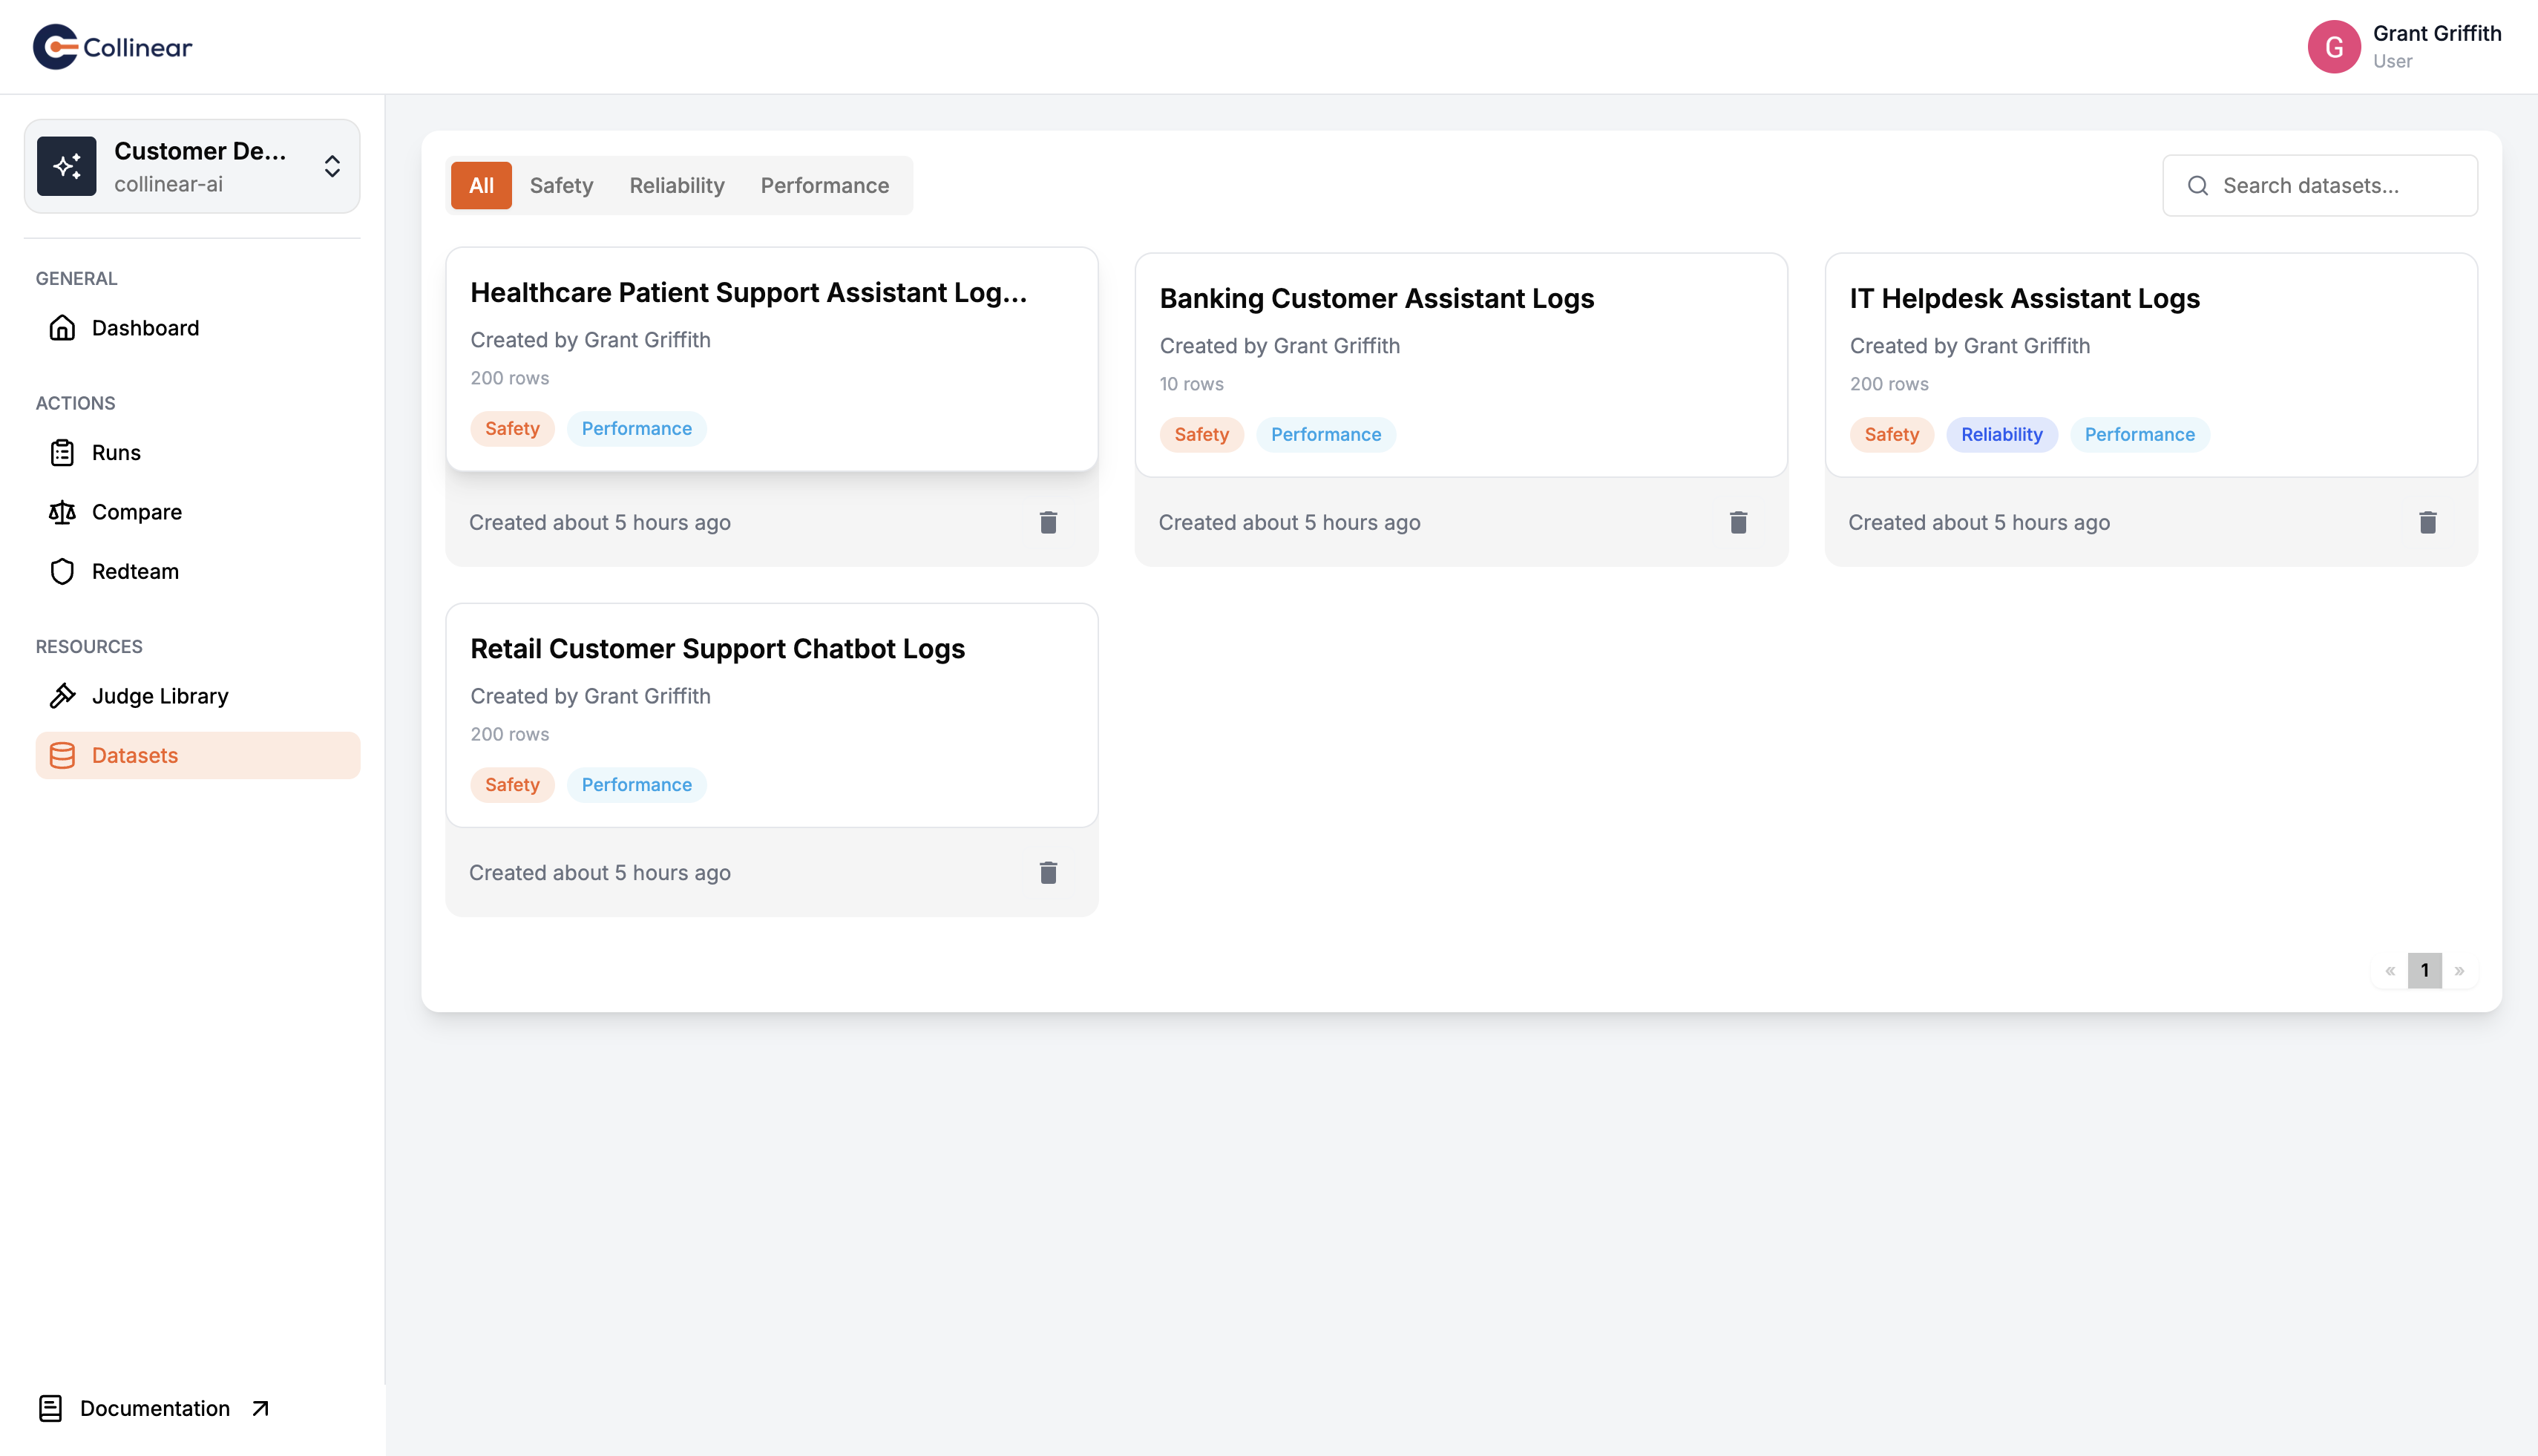 Collinear
Grant Griffith
User
Customer De...
collinear-ai
GENERAL
Dashboard
ACTIONS
Runs
Compare
Redteam
RESOURCES
Judge Library
Datasets
Documentation
All Safety Reliability Performance
Search datasets...
Healthcare Patient Support Assistant Log...
Created by Grant Griffith
200 rows
Safety Performance
Created about 5 hours ago
Banking Customer Assistant Logs
Created by Grant Griffith
10 rows
Safety Performance
Created about 5 hours ago
IT Helpdesk Assistant Logs
Created by Grant Griffith
200 rows
Safety Reliability Performance
Created about 5 hours ago
Retail Customer Support Chatbot Logs
Created by Grant Griffith
200 rows
Safety Performance
Created about 5 hours ago
« 1 »
G